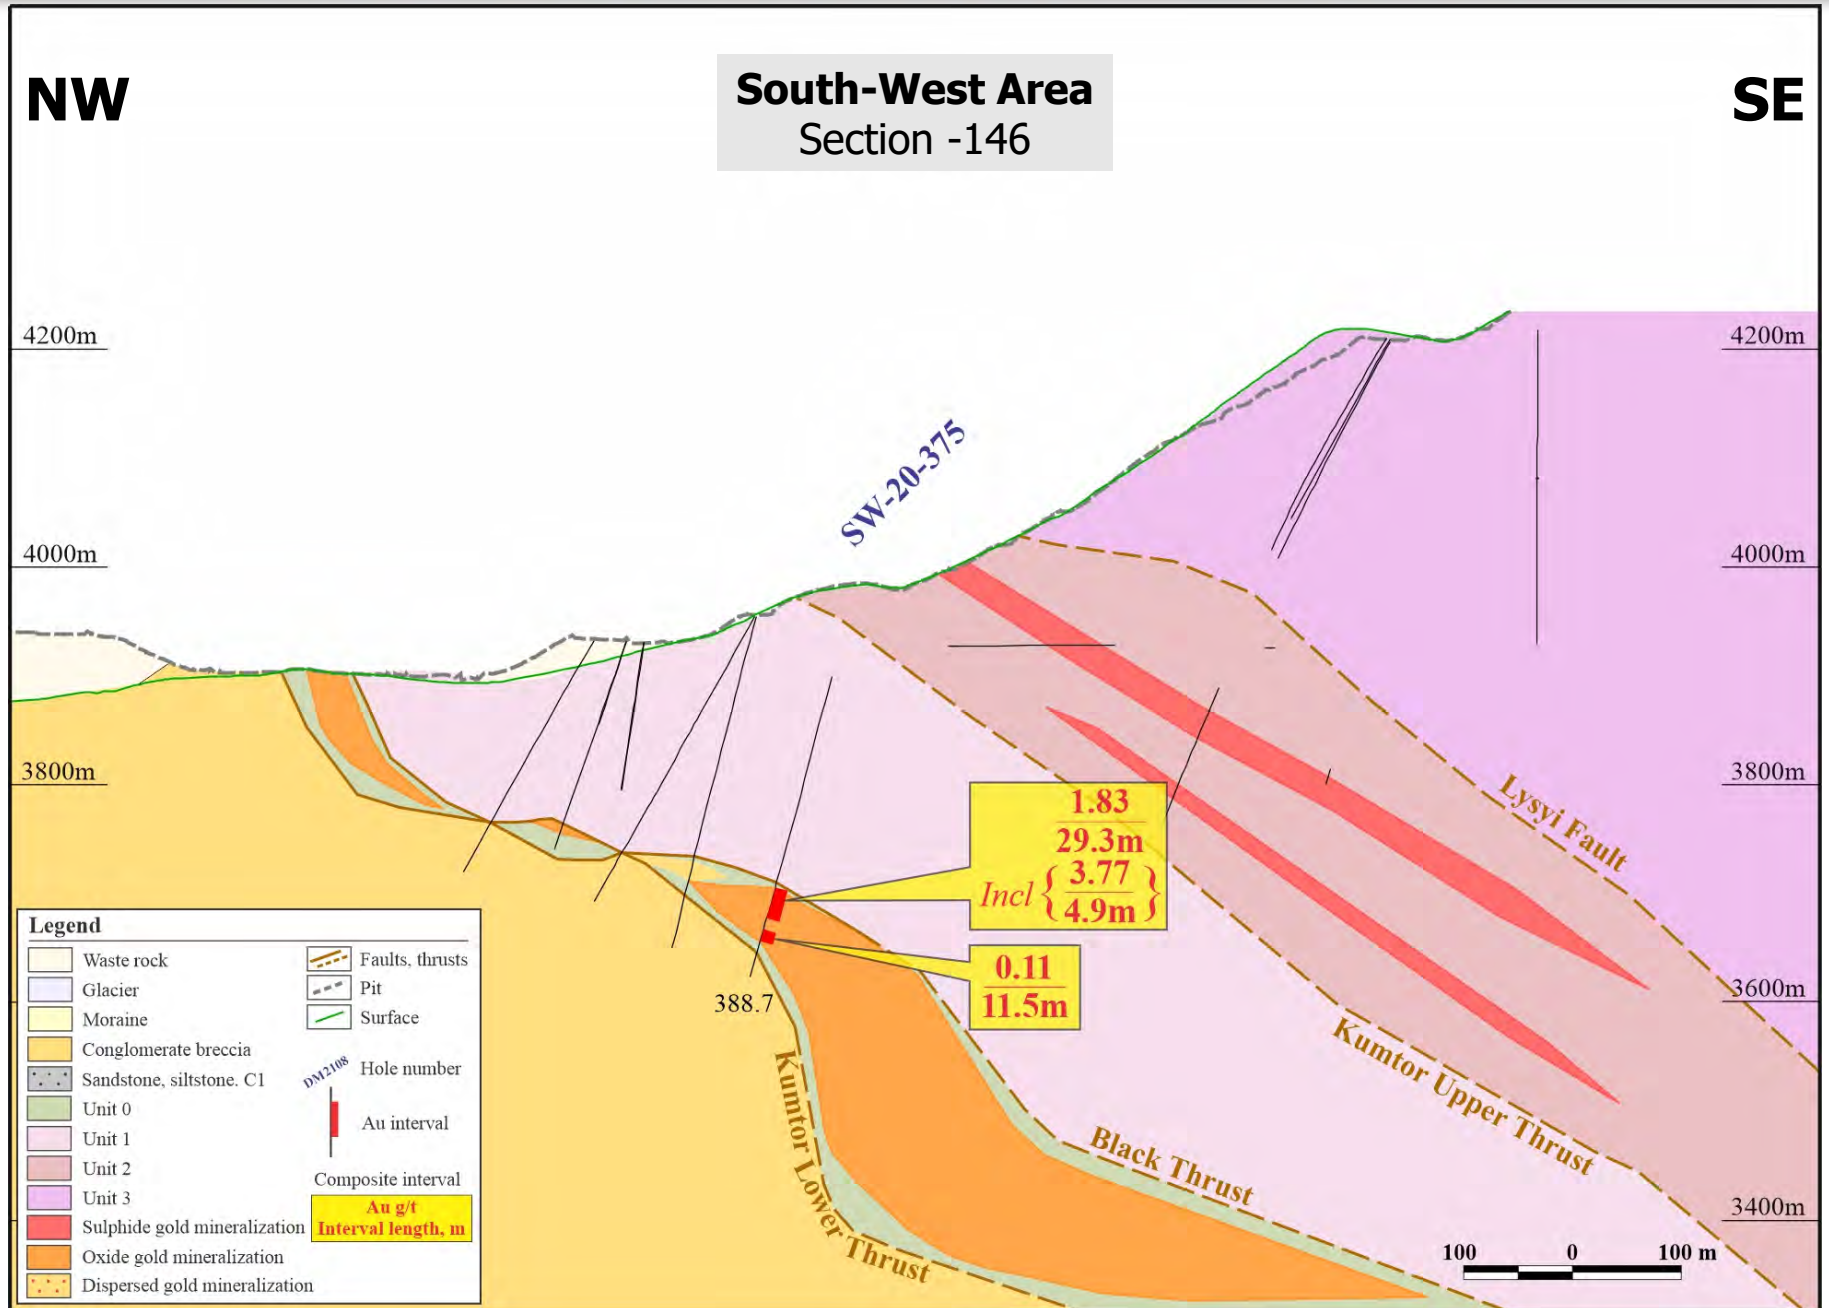 NW
South-West Area
Section -146
SE
4200m
4200m
SW-20-375
4000m
4000m
3800m
3800m
1.83
29.3m
Incl { 3.77
4.9m }
0.11
11.5m
388.7
Lysyi Fault
3600m
Kumtor Upper Thrust
Black Thrust
Kumtor Lower Thrust
3400m
100 0 100 m
Legend
Waste rock
Glacier
Moraine
Conglomerate breccia
Sandstone, siltstone. C1
Unit 0
Unit 1
Unit 2
Unit 3
Sulphide gold mineralization
Oxide gold mineralization
Dispersed gold mineralization
Faults, thrusts
Pit
Surface
DM2108
Hole number
Au interval
Composite interval
Au g/t
Interval length, m